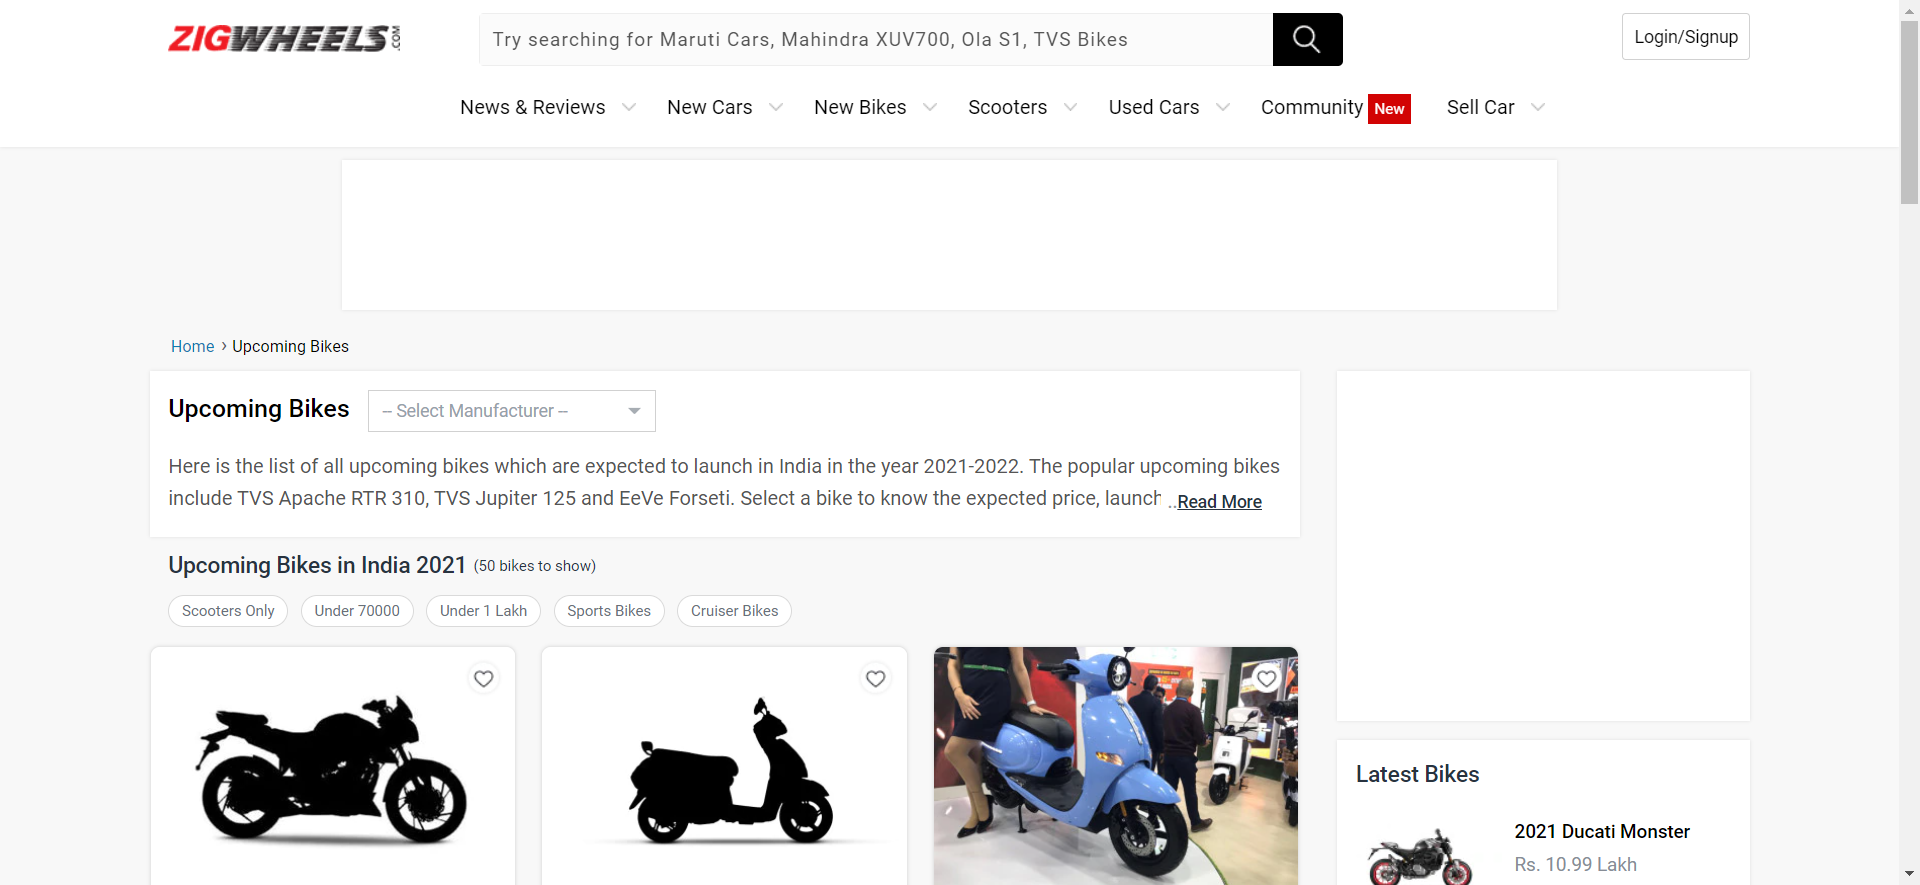 ZIGWHEELS.COM
Try searching for Maruti Cars, Mahindra XUV700, Ola S1, TVS Bikes
Login/Signup
News & Reviews
New Cars
New Bikes
Scooters
Used Cars
Community New
Sell Car
Home › Upcoming Bikes
Upcoming Bikes
-- Select Manufacturer --
Here is the list of all upcoming bikes which are expected to launch in India in the year 2021-2022. The popular upcoming bikes
include TVS Apache RTR 310, TVS Jupiter 125 and EeVe Forseti. Select a bike to know the expected price, launch ..Read More
Upcoming Bikes in India 2021 (50 bikes to show)
Scooters Only
Under 70000
Under 1 Lakh
Sports Bikes
Cruiser Bikes
Latest Bikes
2021 Ducati Monster
Rs. 10.99 Lakh